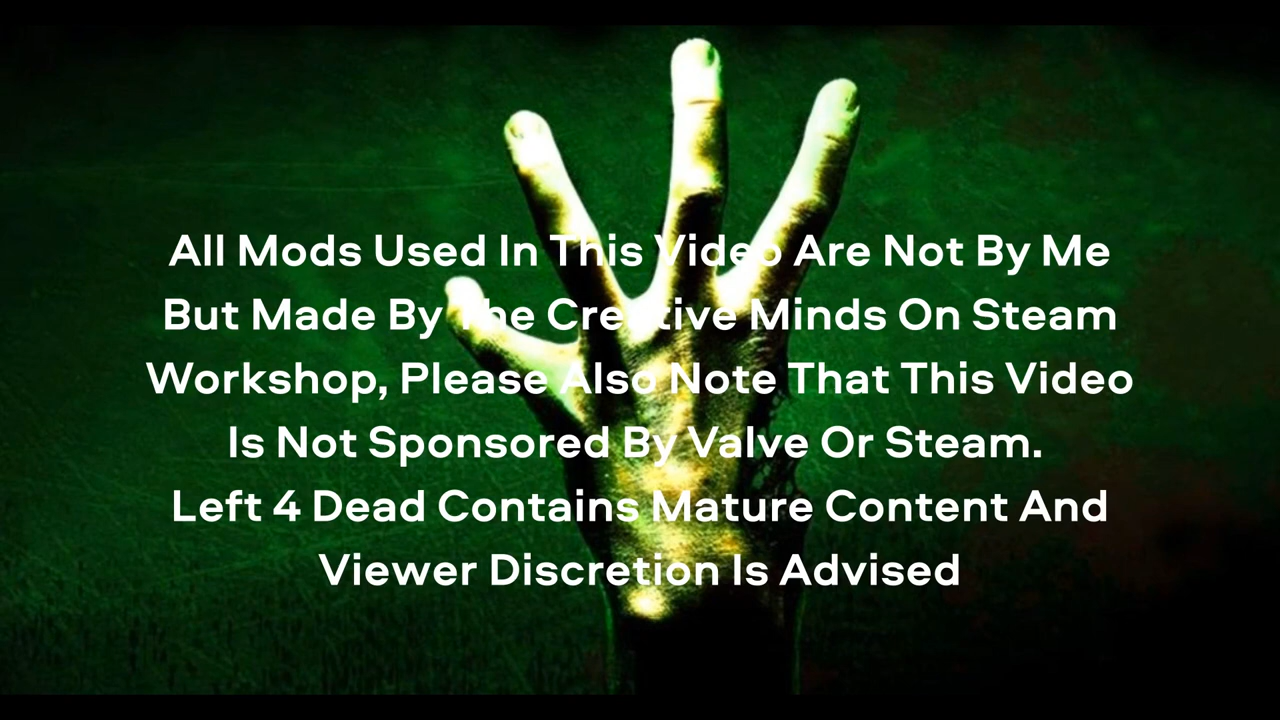 All Mods Used In This Video Are Not By Me
But Made By The Creative Minds On Steam
Workshop, Please Also Note That This Video
Is Not Sponsored By Valve Or Steam.
Left 4 Dead Contains Mature Content And
Viewer Discretion Is Advised